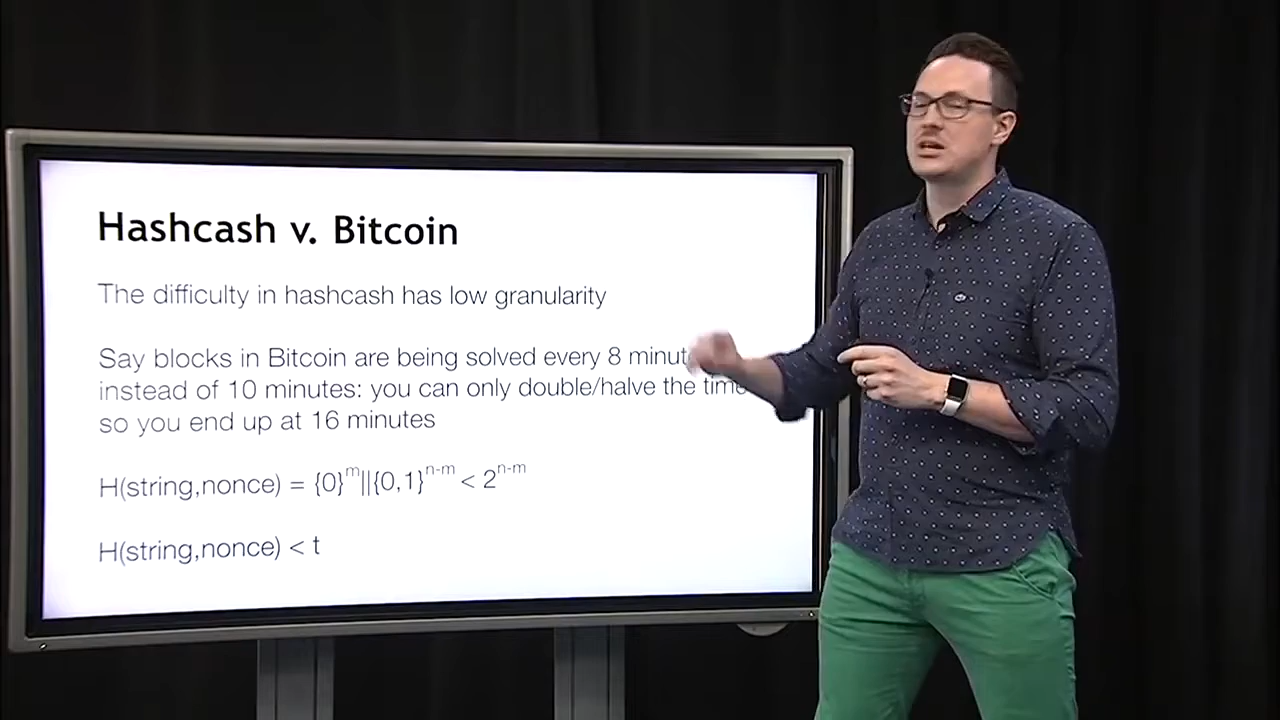 Hashcash v. Bitcoin
The difficulty in hashcash has low granularity
Say blocks in Bitcoin are being solved every 8
instead of 10 minutes: you can only double/halve the time
so you end up at 16 minutes
H(string,nonce) = {0}^m||{0,1}^n-m < 2^n-m
H(string,nonce) < t